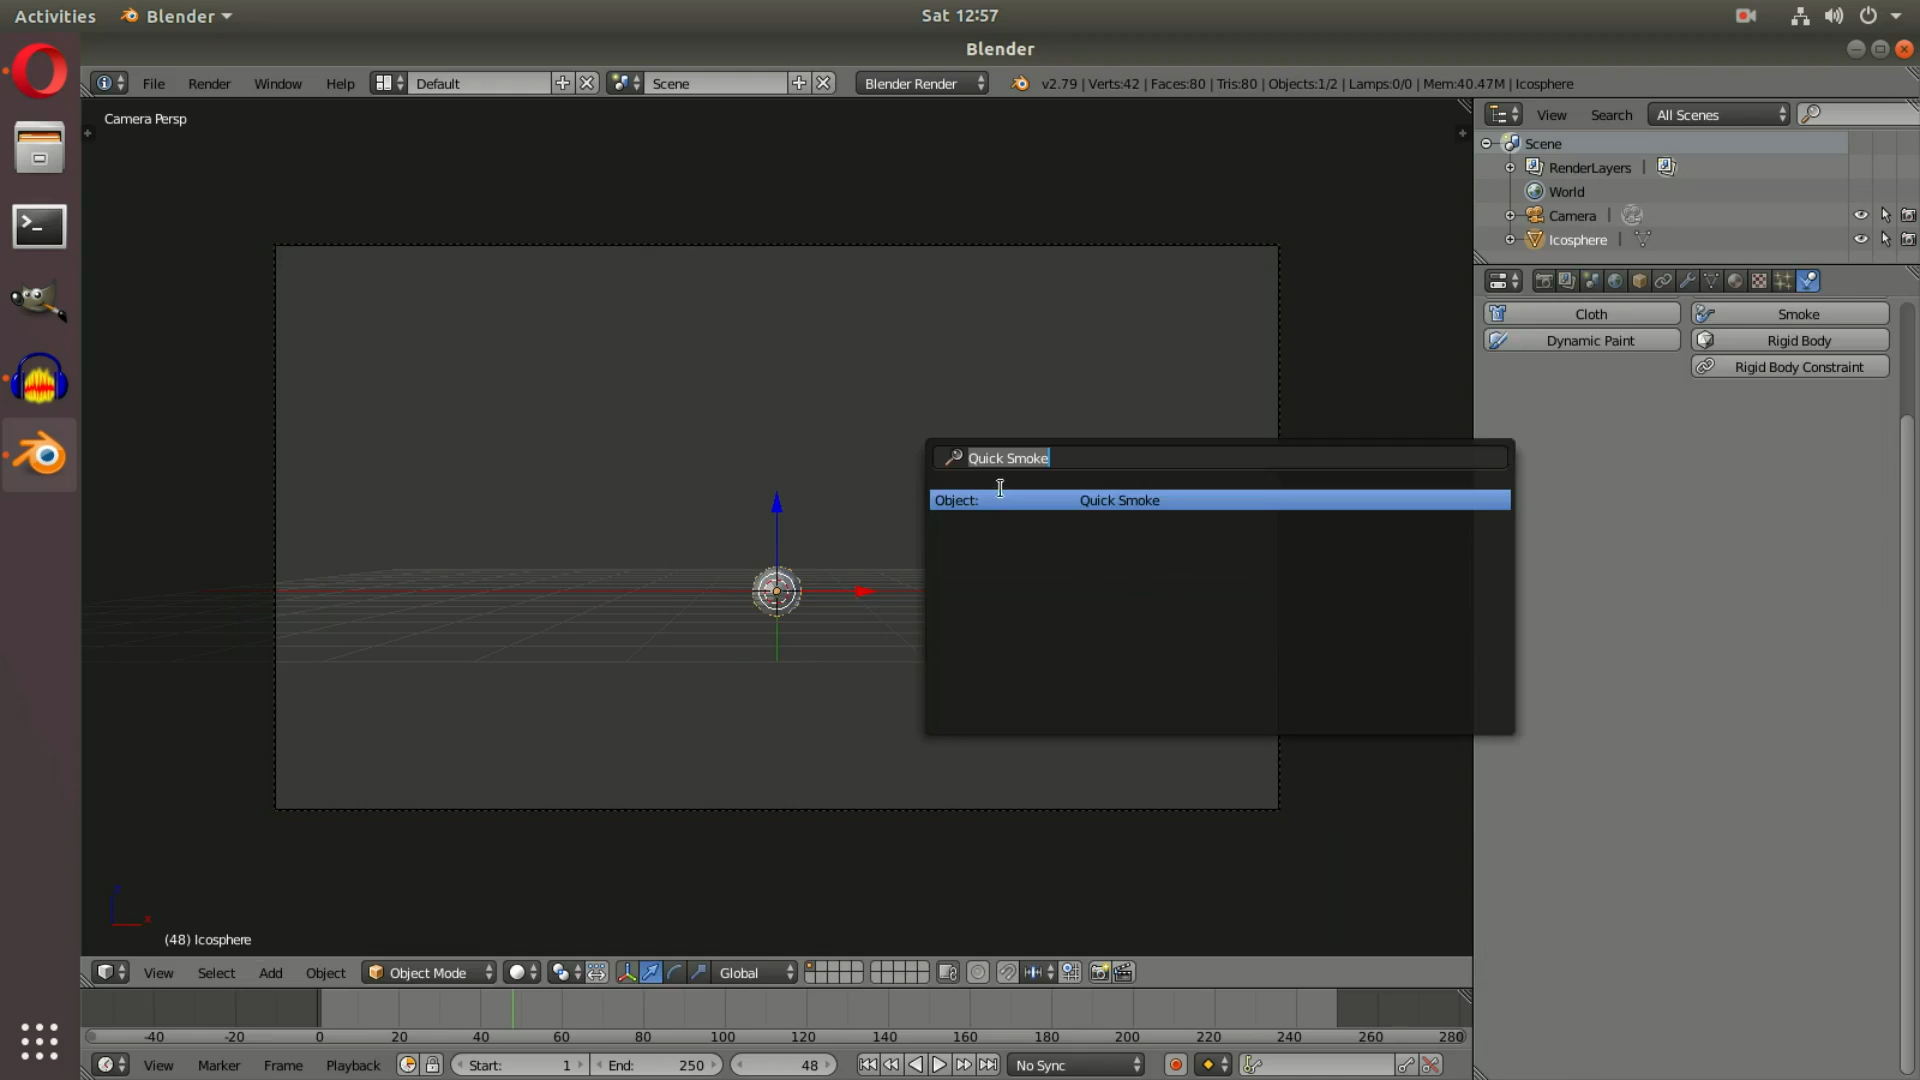 Activities Blender Sat 12:57
Blender
File Render Window Help Default Scene Blender Render v2.79 | Verts:42 | Faces:80 | Tris:80 | Objects:1/2 | Lamps:0/0 | Mem:40.47M | Icosphere
Camera Persp
View Search All Scenes
Scene
RenderLayers |
World
Camera |
Icosphere |
Cloth Smoke
Dynamic Paint Rigid Body
Rigid Body Constraint
Quick Smoke
Object: Quick Smoke
x
(48) Icosphere
View Select Add Object Object Mode Global
-40 -20 0 20 40 60 80 100 120 140 160 180 200 220 240 260 280
View Marker Frame Playback Start: 1 End: 250 48 No Sync